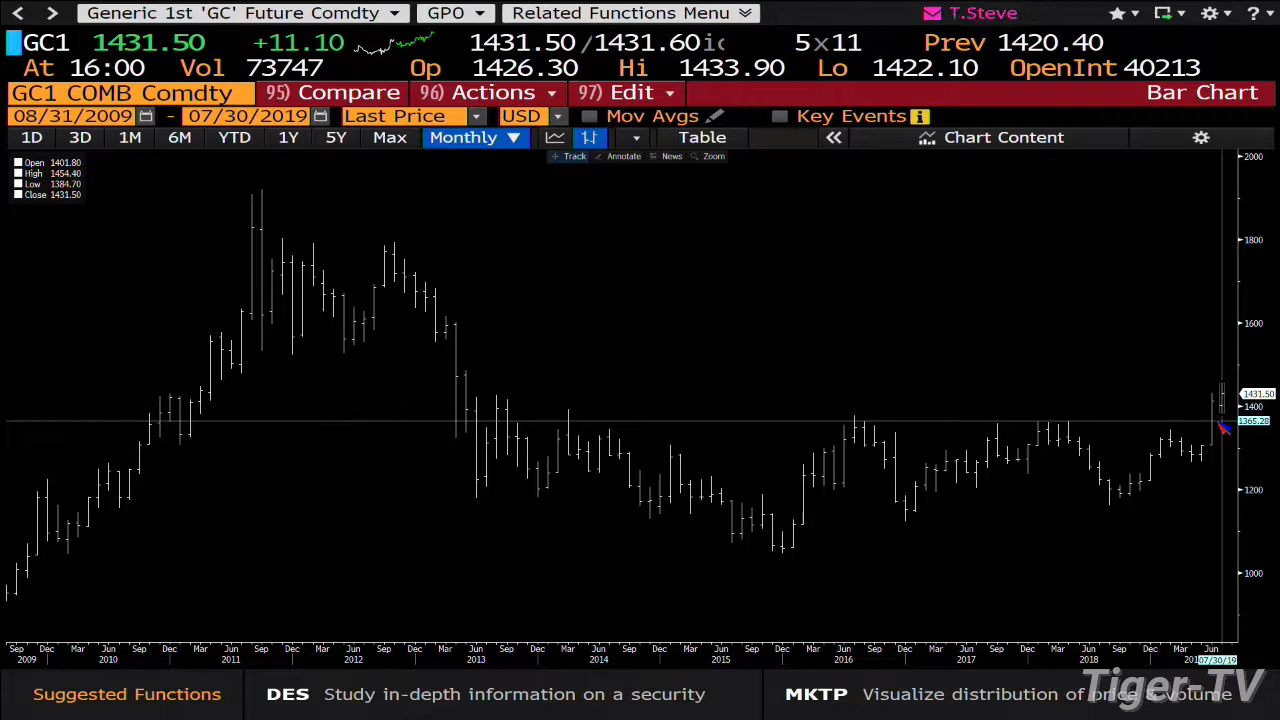 Generic 1st 'GC' Future Comdty GPO Related Functions Menu T.Steve ?
GC1 1431.50 +11.10 1431.50 /1431.60 5x11 Prev 1420.40
At 16:00 Vol 73747 Op 1426.30 Hi 1433.90 Lo 1422.10 OpenInt 40213
GC1 COMB Comdty 95) Compare 96) Actions 97) Edit Bar Chart
08/31/2009 - 07/30/2019 Last Price USD Mov Avgs Key Events i
1D 3D 1M 6M YTD 1Y 5Y Max Monthly ▼ Table « Chart Content
Track Annotate News Zoom
Open 1401.80
High 1454.40
Low 1384.70
Close 1431.50
2000
1800
1600
1431.50
1400
1365.28
1200
1000
Sep Dec Mar Jun Sep Dec Mar Jun Sep Dec Mar Jun Sep Dec Mar Jun Sep Dec Mar Jun Sep Dec Mar Jun Sep Dec Mar Jun Sep Dec Mar Jun Sep Dec Mar Jun Sep Dec Mar Jun
2009 2010 2011 2012 2013 2014 2015 2016 2017 2018 07/30/19
Suggested Functions DES Study in-depth information on a security MKTP Visualize distribution of price & volume
Tiger-TV